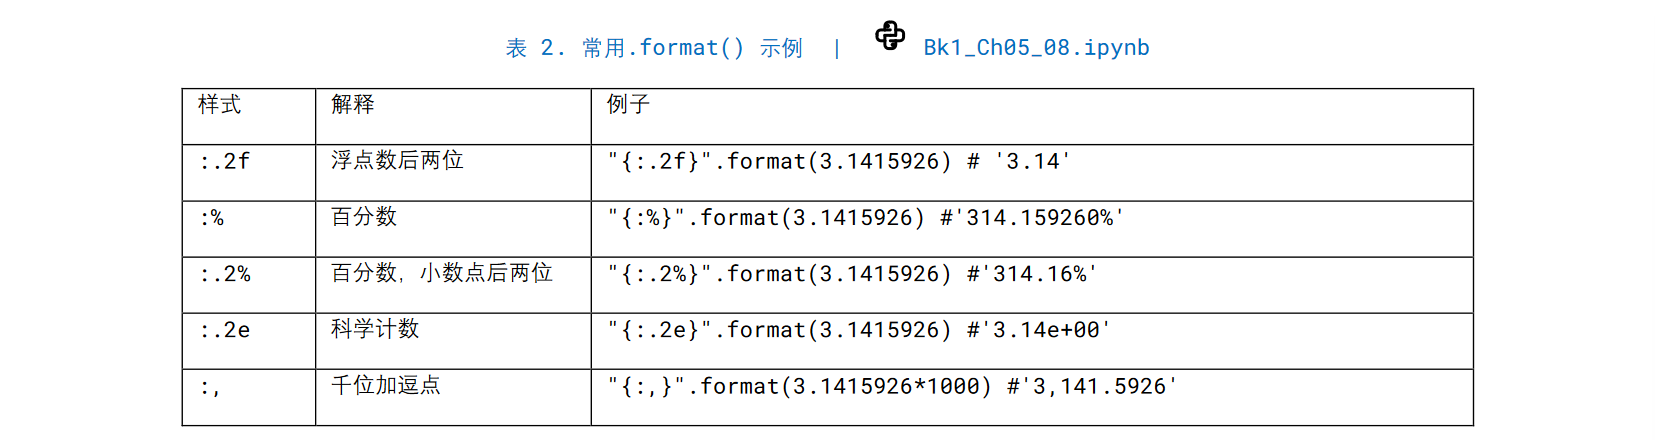 表 2. 常用.format() 示例 | Bk1_Ch05_08.ipynb
样式 解释 例子
:.2f 浮点数后两位 "{:.2f}".format(3.1415926) # '3.14'
:% 百分数 "{:%}".format(3.1415926) #'314.159260%'
:.2% 百分数，小数点后两位 "{:.2%}".format(3.1415926) #'314.16%'
:.2e 科学计数 "{:.2e}".format(3.1415926) #'3.14e+00'
:, 千位加逗点 "{:,}".format(3.1415926*1000) #'3,141.5926'